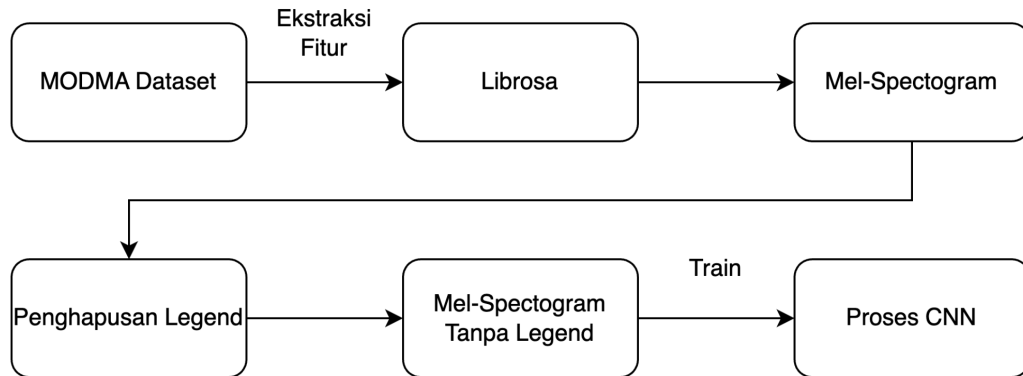 MODMA Dataset
Ekstraksi
Fitur
Librosa
Mel-Spectogram
Penghapusan Legend
Mel-Spectogram
Tanpa Legend
Train
Proses CNN